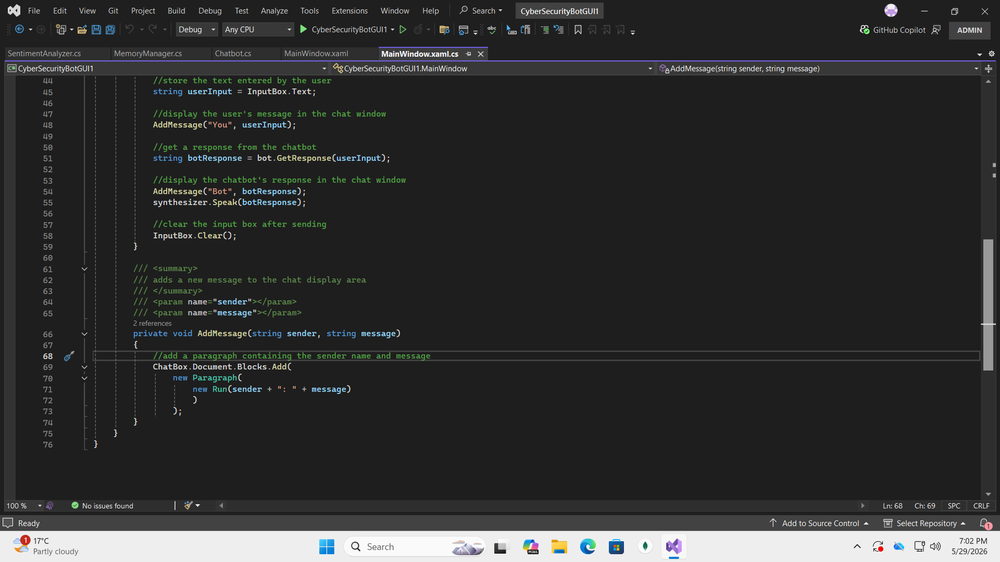 File Edit View Git Project Build Debug Test Analyze Tools Extensions Window Help Search CyberSecurityBotGUI1
Debug Any CPU CyberSecurityBotGUI1 GitHub Copilot ADMIN
SentimentAnalyzer.cs MemoryManager.cs Chatbot.cs MainWindow.xaml MainWindow.xaml.cs
C# CyberSecurityBotGUI1 CyberSecurityBotGUI1.MainWindow AddMessage(string sender, string message)
44 //store the text entered by the user
45 string userInput = InputBox.Text;
46
47 //display the user's message in the chat window
48 AddMessage("You", userInput);
49
50 //get a response from the chatbot
51 string botResponse = bot.GetResponse(userInput);
52
53 //display the chatbot's response in the chat window
54 AddMessage("Bot", botResponse);
55 synthesizer.Speak(botResponse);
56
57 //clear the input box after sending
58 InputBox.Clear();
59 }
60
61 /// <summary>
62 /// adds a new message to the chat display area
63 /// </summary>
64 /// <param name="sender"></param>
65 /// <param name="message"></param>
2 references
66 private void AddMessage(string sender, string message)
67 {
68 //add a paragraph containing the sender name and message
69 ChatBox.Document.Blocks.Add(
70 new Paragraph(
71 new Run(sender + ": " + message)
72 )
73 );
74 }
75 }
76 }
100 % No issues found Ln: 68 Ch: 69 SPC CRLF
Ready Add to Source Control Select Repository 1
1 17°C
Partly cloudy
Search
M365
7:02 PM
5/29/2026